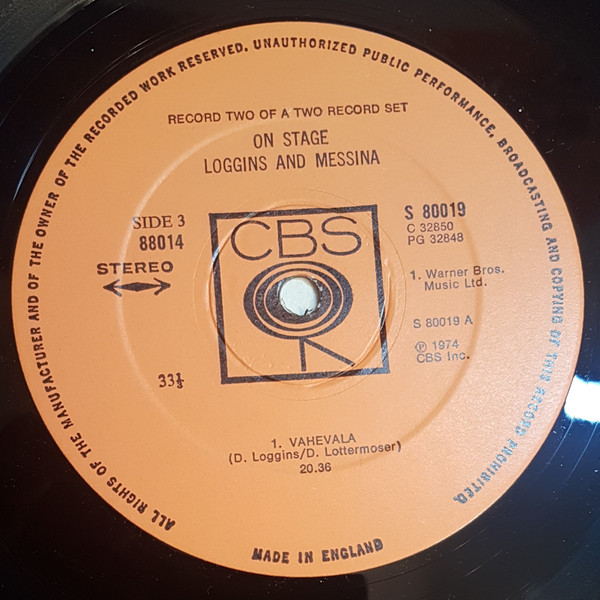 ALL RIGHTS OF THE MANUFACTURER AND OF THE OWNER OF THE RECORDED WORK RESERVED. UNAUTHORIZED PUBLIC PERFORMANCE, BROADCASTING AND COPYING OF THIS RECORD PROHIBITED.
RECORD TWO OF A TWO RECORD SET
ON STAGE
LOGGINS AND MESSINA
SIDE 3
88014
STEREO
33⅓
CBS
S 80019
C 32850
PG 32848
1. Warner Bros.
Music Ltd.
S 80019 A
℗ 1974
CBS Inc.
1. VAHEVALA
(D. Loggins/D. Lottermoser)
20.36
MADE IN ENGLAND